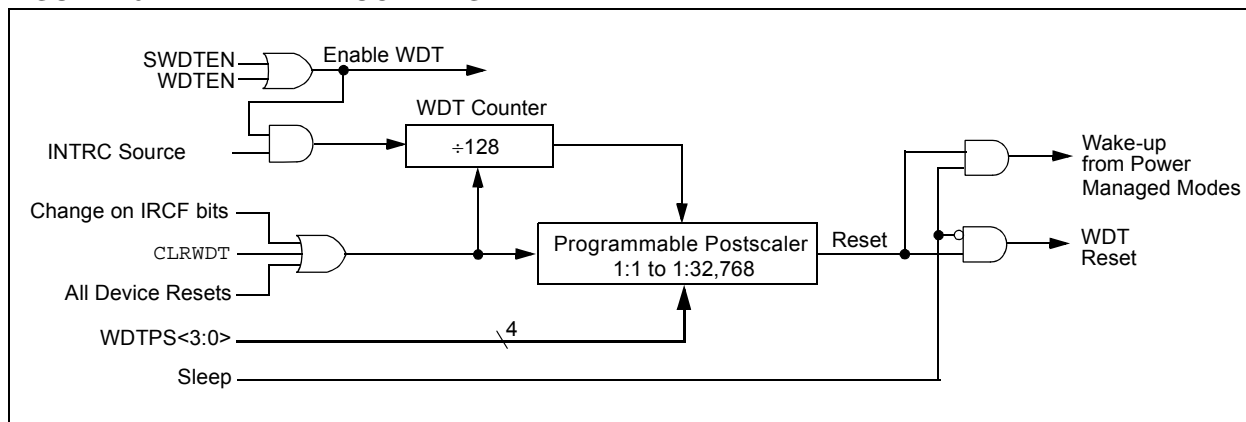 SWDTEN
WDTEN
Enable WDT
WDT Counter
÷128
INTRC Source
Wake-up
from Power
Managed Modes
Change on IRCF bits
CLRWDT
All Device Resets
Programmable Postscaler
1:1 to 1:32,768
Reset
WDT
Reset
WDTPS<3:0>
4
Sleep